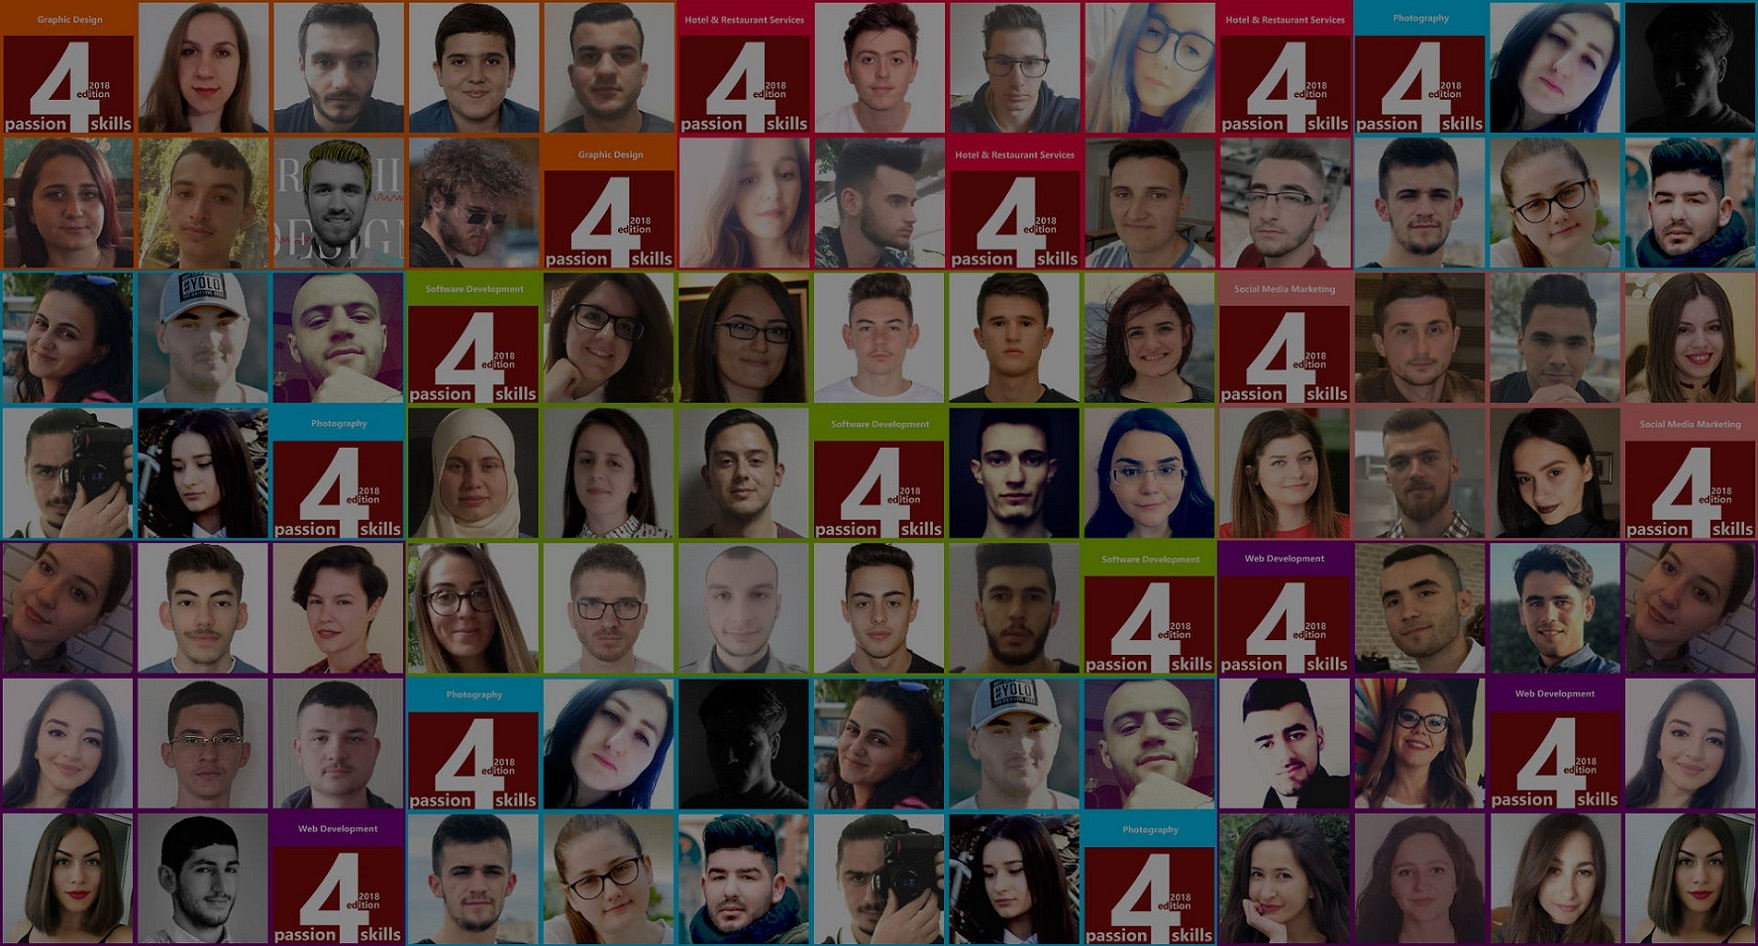 Graphic Design
4
2018
edition
passion skills
Hotel & Restaurant Services
4
2018
edition
passion skills
Hotel & Restaurant Services
4
2018
edition
passion skills
Photography
4
2018
edition
passion skills
Graphic Design
4
2018
edition
passion skills
Hotel & Restaurant Services
4
2018
edition
passion skills
#YOLO
Software Development
4
2018
edition
passion skills
Social Media Marketing
4
2018
edition
passion skills
Photography
4
2018
edition
passion skills
Software Development
4
2018
edition
passion skills
Social Media Marketing
4
2018
edition
passion skills
Software Development
4
2018
edition
passion skills
Web Development
4
2018
edition
passion skills
Photography
4
2018
edition
passion skills
#YOLO
Web Development
4
2018
edition
passion skills
Web Development
4
2018
edition
passion skills
Photography
4
2018
edition
passion skills